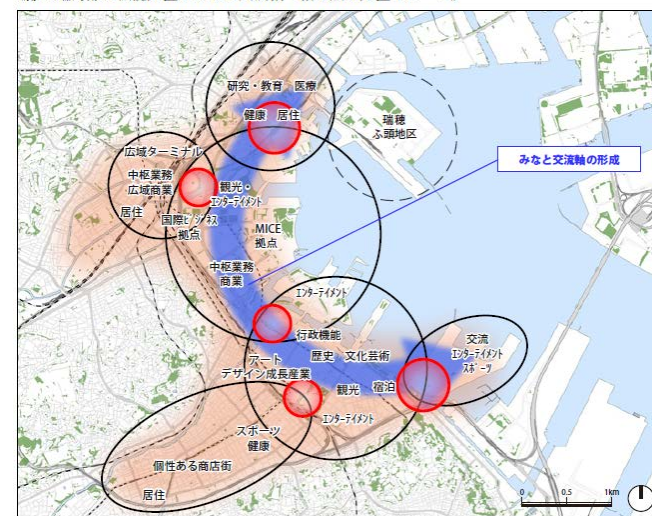 研究・教育 医療
健康 居住
瑞穂
ふ頭地区
みなと交流軸の形成
広域ターミナル
中枢業務
広域商業
居住
観光・
エンターテイメント
国際ビジネス
拠点
MICE
拠点
中枢業務
商業
エンターテイメント
行政機能
歴史 文化芸術
アート
デザイン成長産業
観光
宿泊
交流
エンターテイメント
スポーツ
エンターテイメント
スポーツ
健康
個性ある商店街
居住
0 0.5 1km